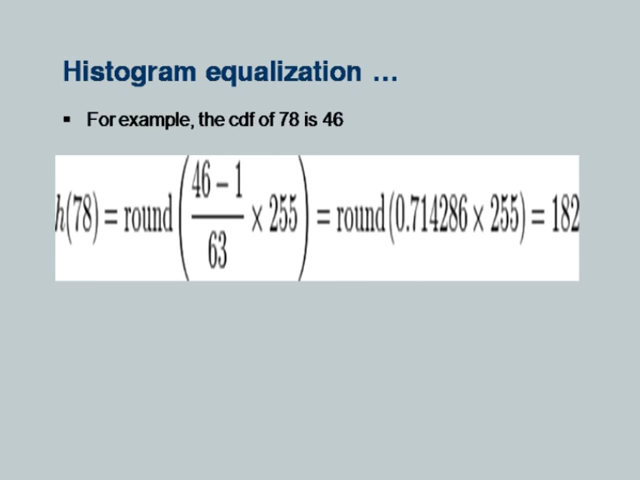 Histogram equalization …
▪ For example, the cdf of 78 is 46
h(78) = round(\frac{46 − 1}{63} × 255) = round(0.714286 × 255) = 182